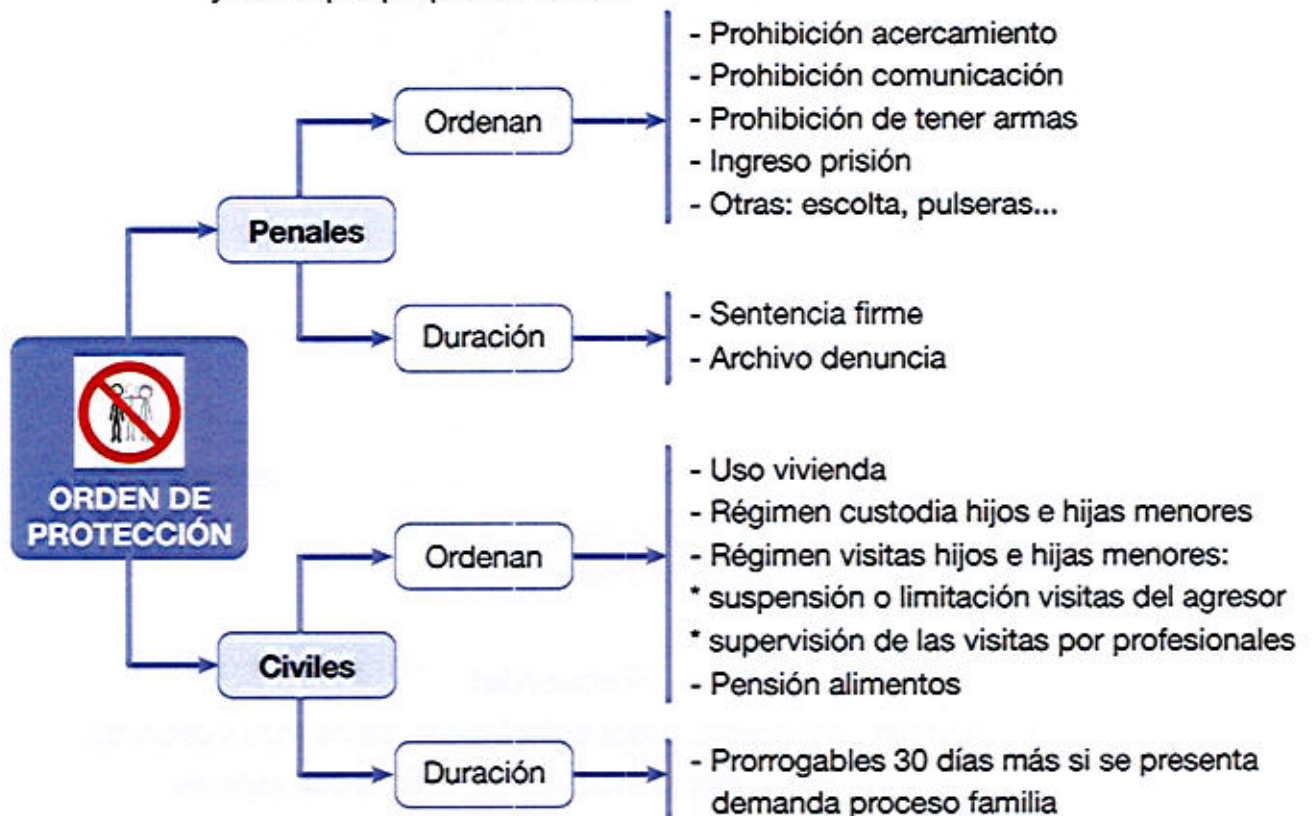 - Prohibición acercamiento
- Prohibición comunicación
Ordenan
- Prohibición de tener armas
- Ingreso prisión
- Otras: escolta, pulseras...
Penales
Duración
- Sentencia firme
- Archivo denuncia
ORDEN DE
PROTECCIÓN
- Uso vivienda
- Régimen custodia hijos e hijas menores
Ordenan
- Régimen visitas hijos e hijas menores:
* suspensión o limitación visitas del agresor
* supervisión de las visitas por profesionales
- Pensión alimentos
Civiles
Duración
- Prorrogables 30 días más si se presenta
demanda proceso familia